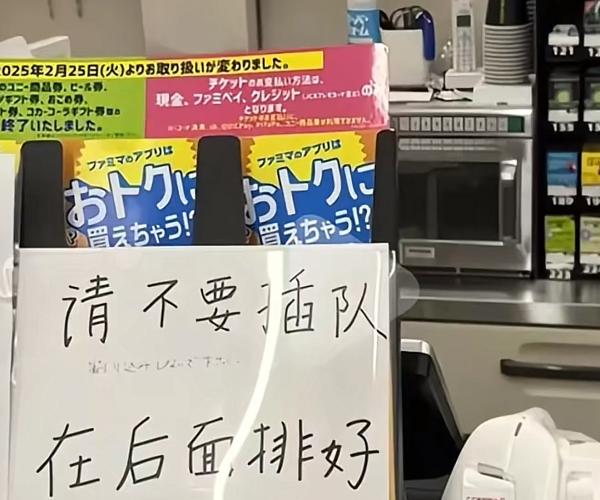 2025年2月25日(火)よりお取り扱いが変わりました。
のユニー商品券、ビール券、
ギフト券、おこめ券、
ト券、コカ・コーラギフト券等の
終了いたしました。
チケットのお支払い方法は、
現金、ファミペイ、クレジット
となります。
ファミマのアプリは
おトクに
買えちゃう!?
ファミマのアプリは
おトクに
買えちゃう!?
请不要插队
在后面排好
121
133